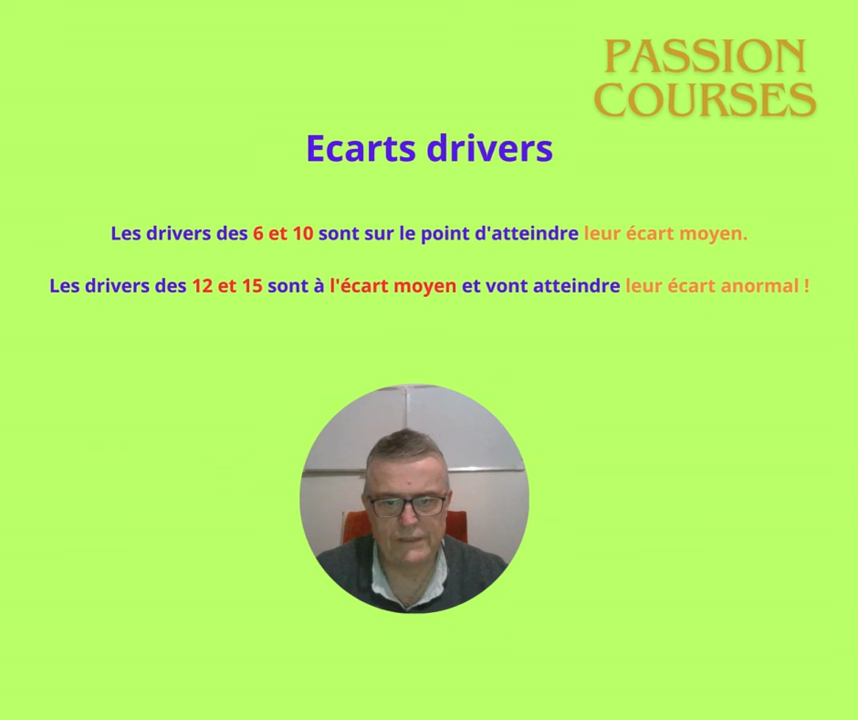 PASSION
COURSES
Ecarts drivers
Les drivers des 6 et 10 sont sur le point d'atteindre leur écart moyen.
Les drivers des 12 et 15 sont à l'écart moyen et vont atteindre leur écart anormal !